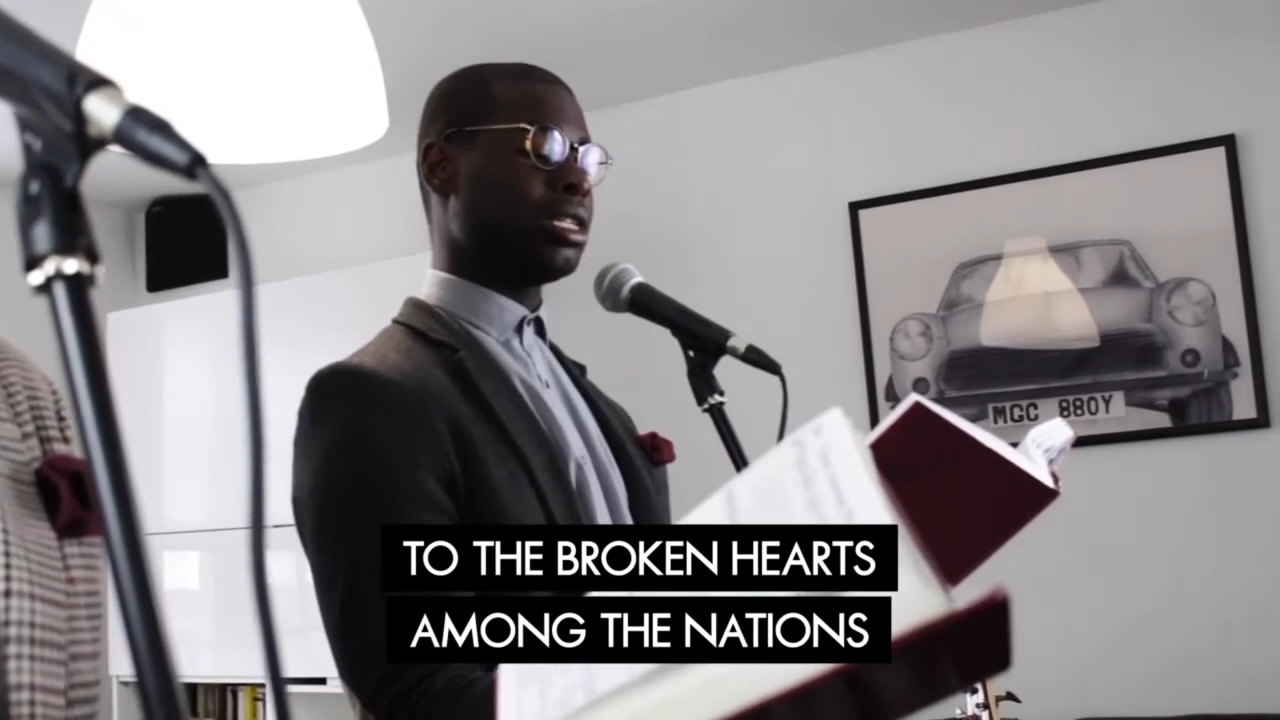 MGC 880Y
TO THE BROKEN HEARTS
AMONG THE NATIONS